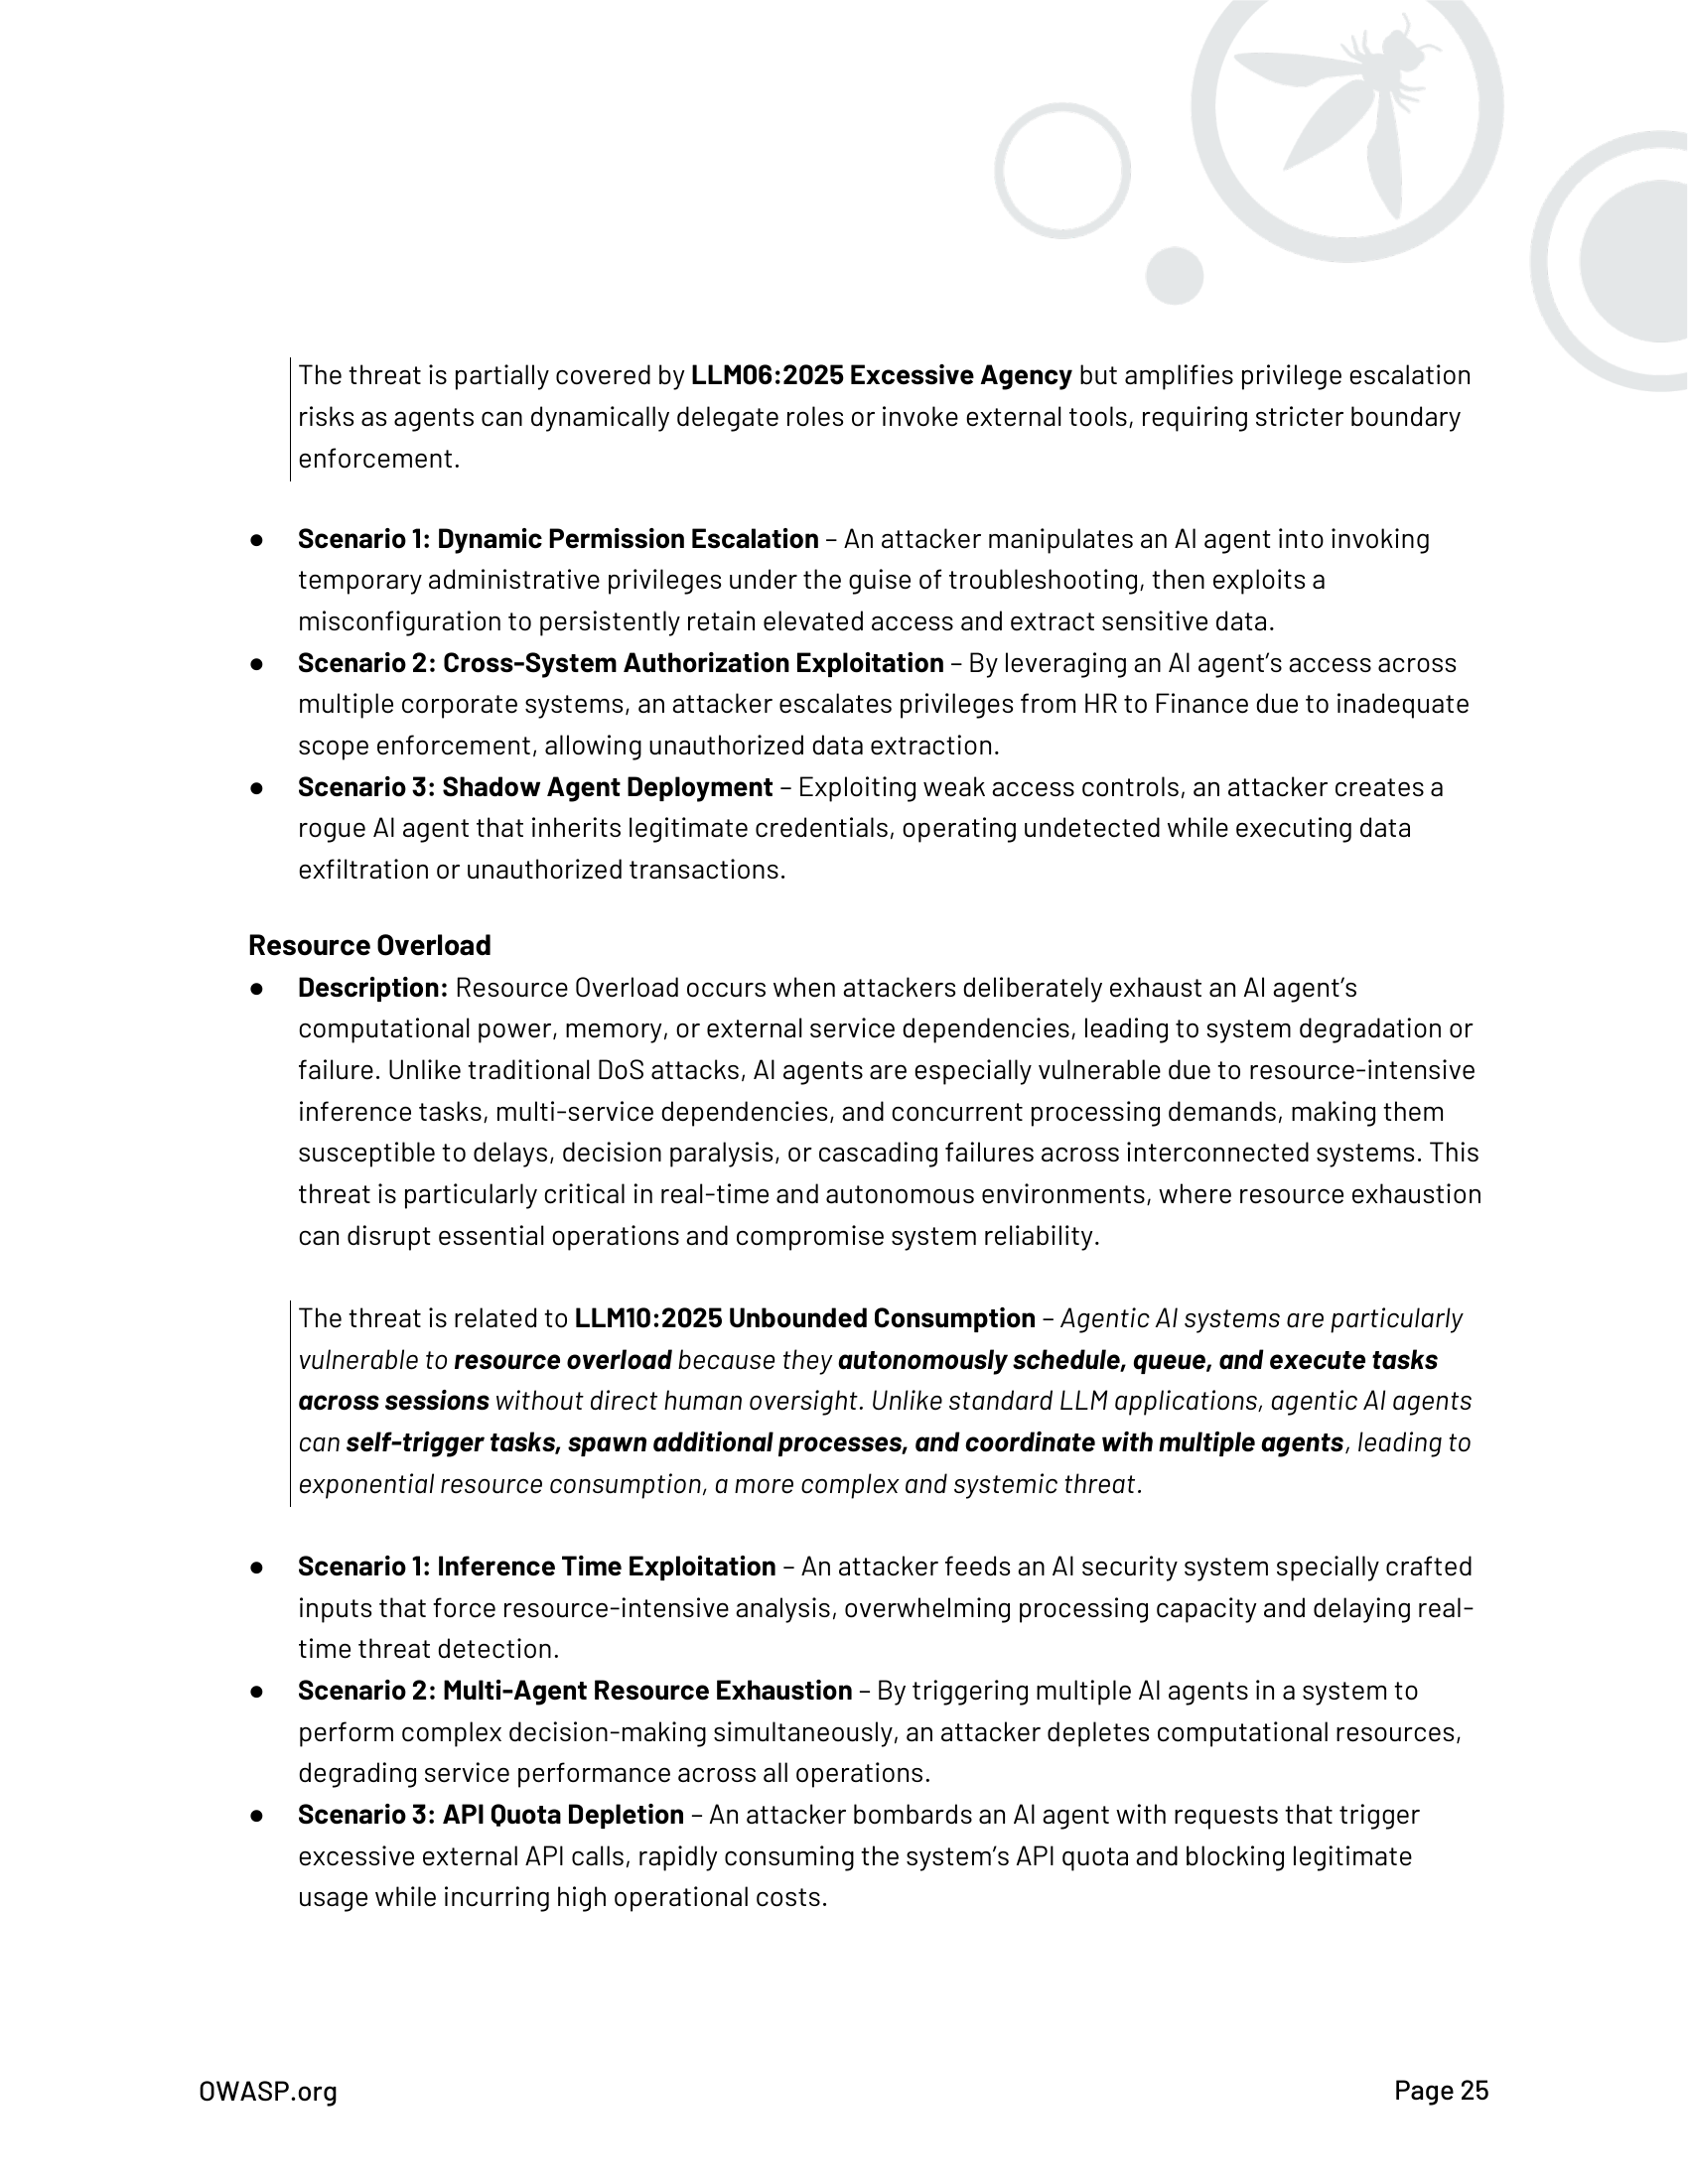 The threat is partially covered by LLM06:2025 Excessive Agency but amplifies privilege escalation
risks as agents can dynamically delegate roles or invoke external tools, requiring stricter boundary
enforcement.
● Scenario 1: Dynamic Permission Escalation – An attacker manipulates an AI agent into invoking
temporary administrative privileges under the guise of troubleshooting, then exploits a
misconfiguration to persistently retain elevated access and extract sensitive data.
● Scenario 2: Cross-System Authorization Exploitation – By leveraging an AI agent’s access across
multiple corporate systems, an attacker escalates privileges from HR to Finance due to inadequate
scope enforcement, allowing unauthorized data extraction.
● Scenario 3: Shadow Agent Deployment – Exploiting weak access controls, an attacker creates a
rogue AI agent that inherits legitimate credentials, operating undetected while executing data
exfiltration or unauthorized transactions.
Resource Overload
● Description: Resource Overload occurs when attackers deliberately exhaust an AI agent’s
computational power, memory, or external service dependencies, leading to system degradation or
failure. Unlike traditional DoS attacks, AI agents are especially vulnerable due to resource-intensive
inference tasks, multi-service dependencies, and concurrent processing demands, making them
susceptible to delays, decision paralysis, or cascading failures across interconnected systems. This
threat is particularly critical in real-time and autonomous environments, where resource exhaustion
can disrupt essential operations and compromise system reliability.
The threat is related to LLM10:2025 Unbounded Consumption – Agentic AI systems are particularly
vulnerable to resource overload because they autonomously schedule, queue, and execute tasks
across sessions without direct human oversight. Unlike standard LLM applications, agentic AI agents
can self-trigger tasks, spawn additional processes, and coordinate with multiple agents, leading to
exponential resource consumption, a more complex and systemic threat.
● Scenario 1: Inference Time Exploitation – An attacker feeds an AI security system specially crafted
inputs that force resource-intensive analysis, overwhelming processing capacity and delaying real-
time threat detection.
● Scenario 2: Multi-Agent Resource Exhaustion – By triggering multiple AI agents in a system to
perform complex decision-making simultaneously, an attacker depletes computational resources,
degrading service performance across all operations.
● Scenario 3: API Quota Depletion – An attacker bombards an AI agent with requests that trigger
excessive external API calls, rapidly consuming the system’s API quota and blocking legitimate
usage while incurring high operational costs.
OWASP.org
Page 25